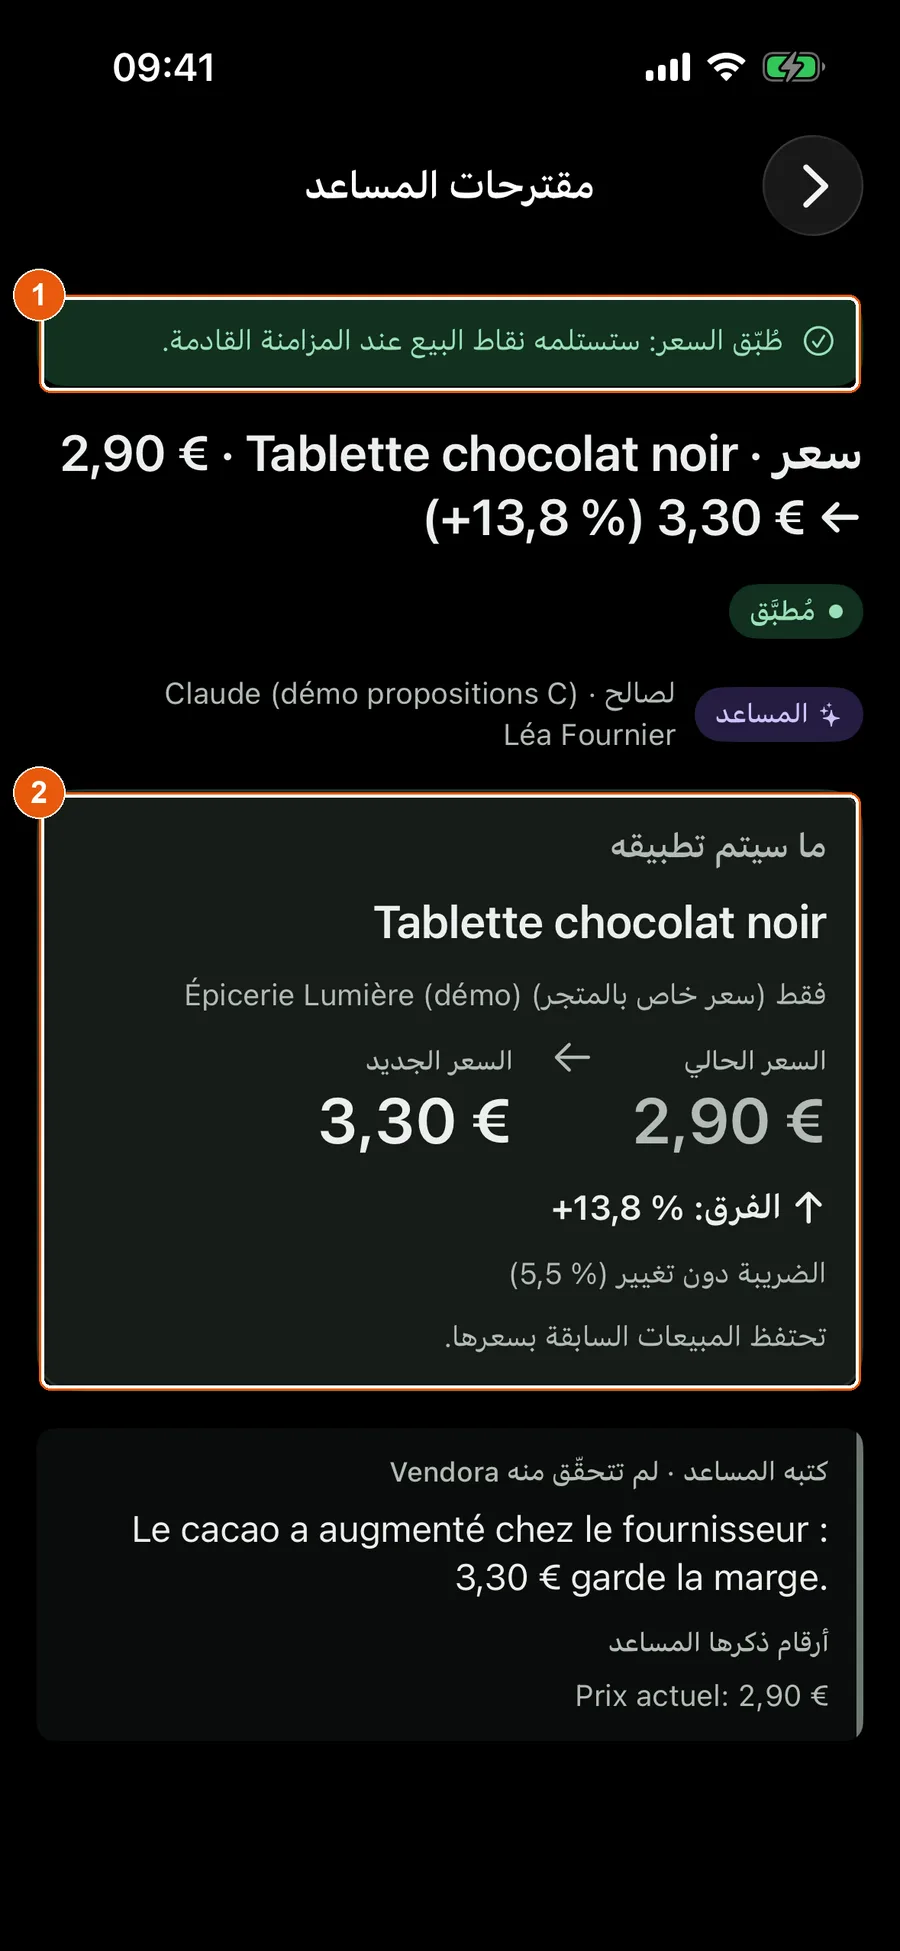 09:41
مقترحات المساعد
1
طُبّق السعر: ستستلمه نقاط البيع عند المزامنة القادمة.
سعر · Tablette chocolat noir · 2,90 €
← 3,30 € (+13,8 %)
مُطبَّق
المساعد
لصالح · Claude (démo propositions C)
Léa Fournier
2
ما سيتم تطبيقه
Tablette chocolat noir
فقط (سعر خاص بالمتجر) Épicerie Lumière (démo)
السعر الحالي ← السعر الجديد
2,90 € 3,30 €
↑ الفرق: +13,8 %
الضريبة دون تغيير (5,5 %)
تحتفظ المبيعات السابقة بسعرها.
كتبه المساعد · لم تتحقّق منه Vendora
Le cacao a augmenté chez le fournisseur :
3,30 € garde la marge.
أرقام ذكرها المساعد
Prix actuel: 2,90 €